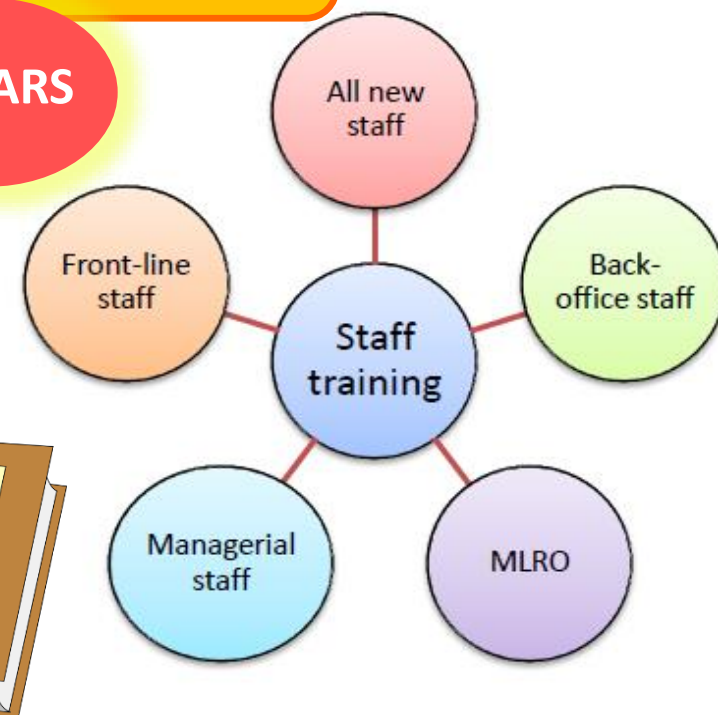 ARS
All new
staff
Front-line
staff
Back-
office staff
Staff
training
Managerial
staff
MLRO